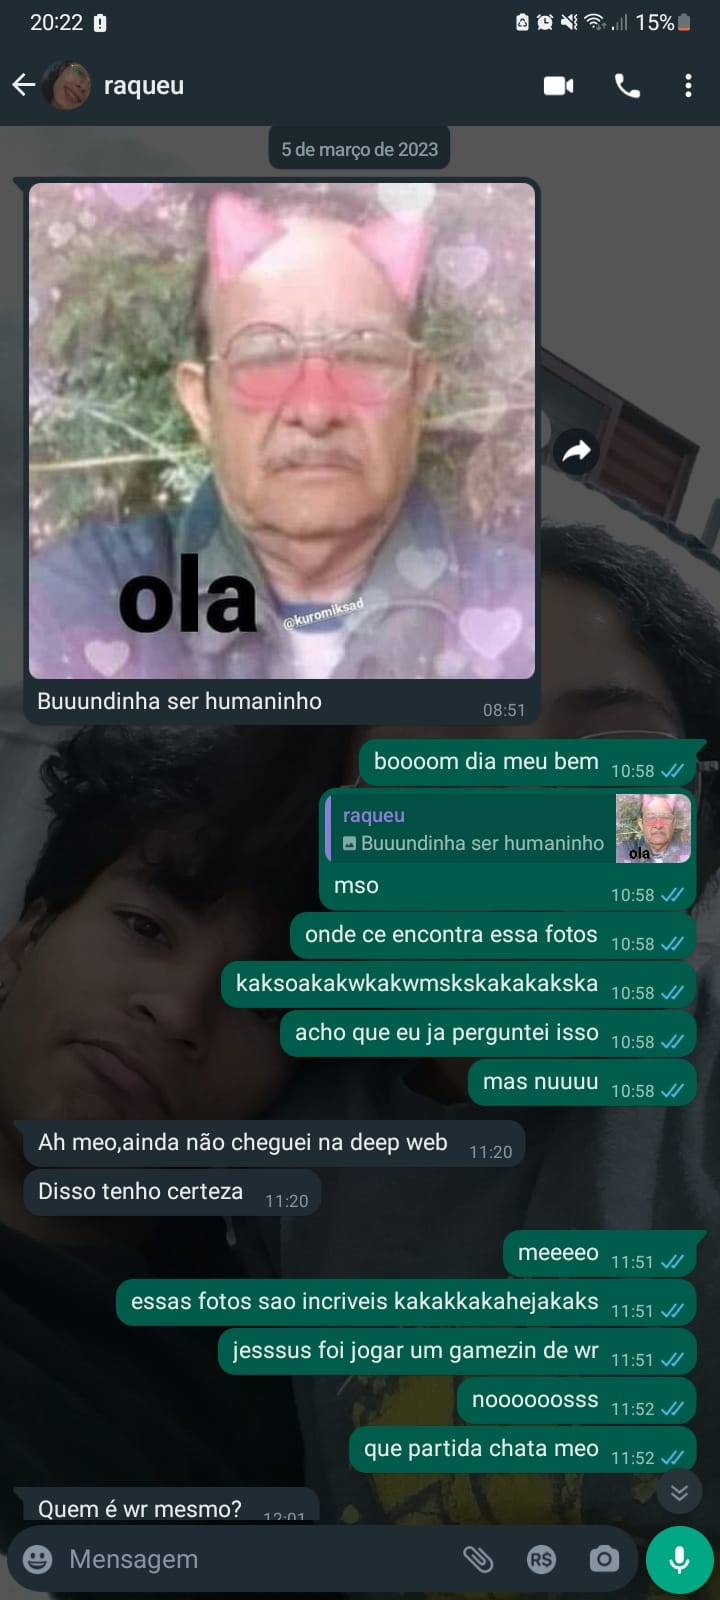 20:22
15%
raqueu
5 de março de 2023
ola
@kuromiksad
Buuundinha ser humaninho
08:51
boooom dia meu bem 10:58
raqueu
Buuundinha ser humaninho
ola
mso 10:58
onde ce encontra essa fotos 10:58
kaksoakakwkakwmskskakakakska 10:58
acho que eu ja perguntei isso 10:58
mas nuuuu 10:58
Ah meo,ainda não cheguei na deep web 11:20
Disso tenho certeza 11:20
meeeeo 11:51
essas fotos sao incriveis kakakkakahejakaks 11:51
jesssus foi jogar um gamezin de wr 11:51
noooooosss 11:52
que partida chata meo 11:52
Quem é wr mesmo? 12:01
Mensagem
R$